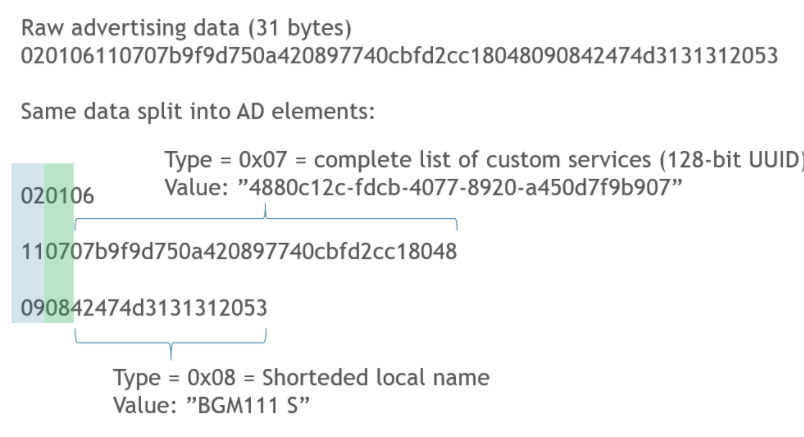 Raw advertising data (31 bytes)
020106110707b9f9d750a420897740cbfd2cc18048090842474d3131312053
Same data split into AD elements:
Type = 0x07 = complete list of custom services (128-bit UUID)
Value: ”4880c12c-fdcb-4077-8920-a450d7f9b907”
020106
110707b9f9d750a420897740cbfd2cc18048
090842474d3131312053
Type = 0x08 = Shorteded local name
Value: ”BGM111 S”